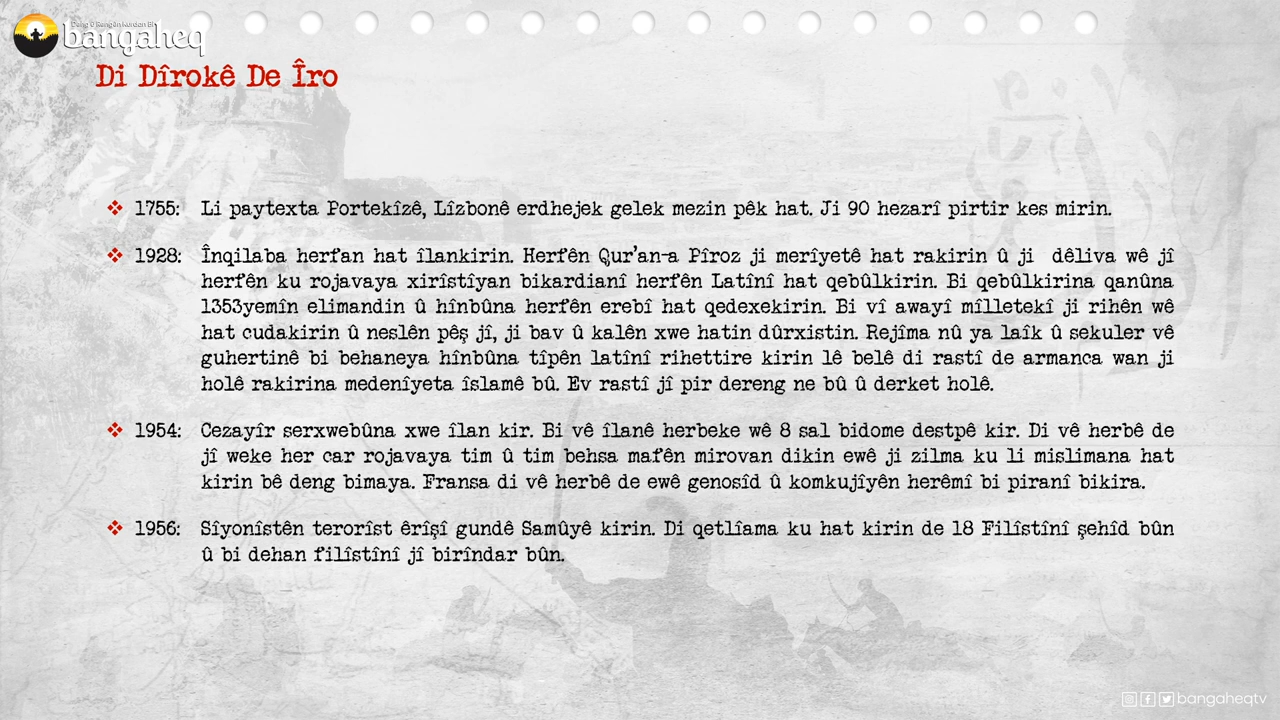 Deng û Rengên Kurdan Bi
bangaheq
Di Dîrokê De Îro
1755: Li paytexta Portekîzê, Lîzbonê erdhejek gelek mezin pêk hat. Ji 90 hezarî pirtir kes mirin.
1928: Înqilaba herfan hat îlankirin. Herfên Qur'an-a Pîroz ji merîyetê hat rakirin û ji dêliva wê jî
herfên ku rojavaya xirîstîyan bikardianî herfên Latînî hat qebûlkirin. Bi qebûlkirina qanûna
1353yemîn elimandin û hînbûna herfên erebî hat qedexekirin. Bi vî awayî mîlletekî ji rihên wê
hat cudakirin û neslên pêş jî, ji bav û kalên xwe hatin dûrxistin. Rejîma nû ya laîk û sekuler vê
guhertinê bi behaneya hînbûna tîpên latînî rihettire kirin lê belê di rastî de armanca wan ji
holê rakirina medenîyeta îslamê bû. Ev rastî jî pir dereng ne bû û derket holê.
1954: Cezayîr serxwebûna xwe îlan kir. Bi vê îlanê herbeke wê 8 sal bidome destpê kir. Di vê herbê de
jî weke her car rojavaya tim û tim behsa mafên mirovan dikin ewê ji zilma ku li mislimana hat
kirin bê deng bimaya. Fransa di vê herbê de ewê genosîd û komkujîyên herêmî bi piranî bikira.
1956: Sîyonîstên terorîst êrîşî gundê Samûyê kirin. Di qetlîama ku hat kirin de 18 Filîstînî şehîd bûn
û bi dehan filîstînî jî birîndar bûn.
bangaheqtv